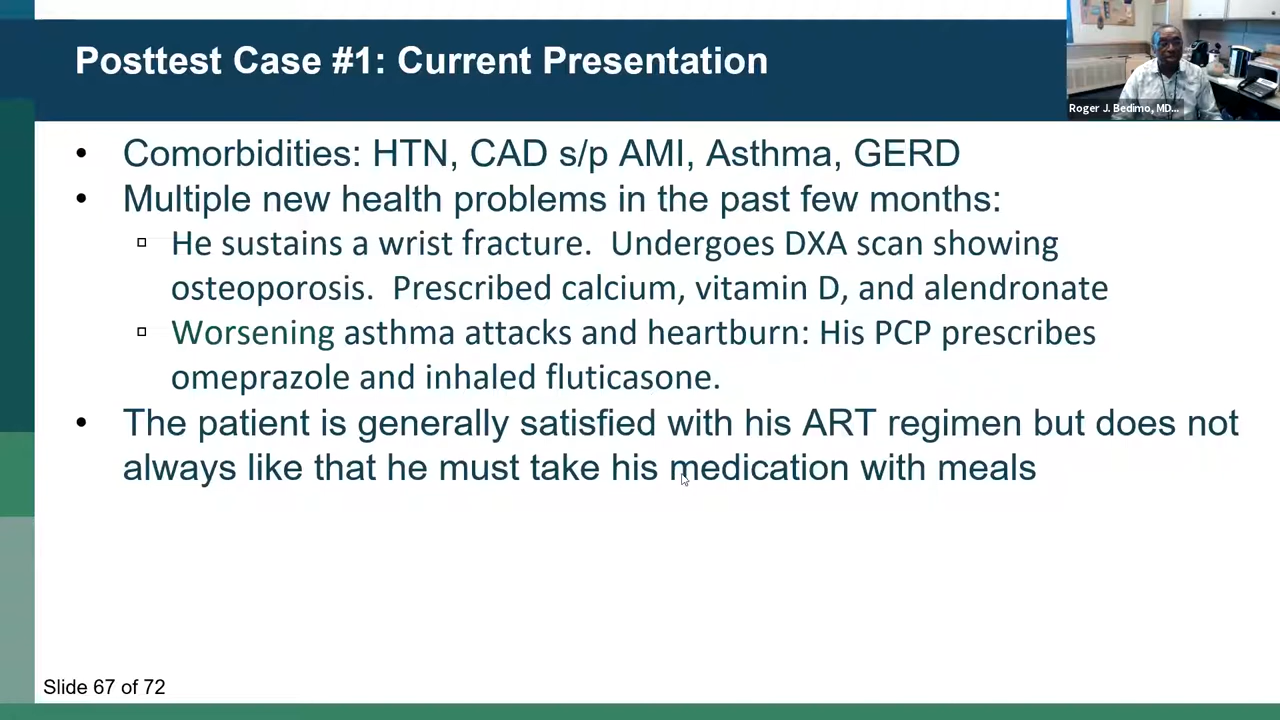 Posttest Case #1: Current Presentation
Roger J. Bedimo, MD...
• Comorbidities: HTN, CAD s/p AMI, Asthma, GERD
• Multiple new health problems in the past few months:
▫ He sustains a wrist fracture.  Undergoes DXA scan showing
osteoporosis.  Prescribed calcium, vitamin D, and alendronate
▫ Worsening asthma attacks and heartburn: His PCP prescribes
omeprazole and inhaled fluticasone.
• The patient is generally satisfied with his ART regimen but does not
always like that he must take his medication with meals
Slide 67 of 72